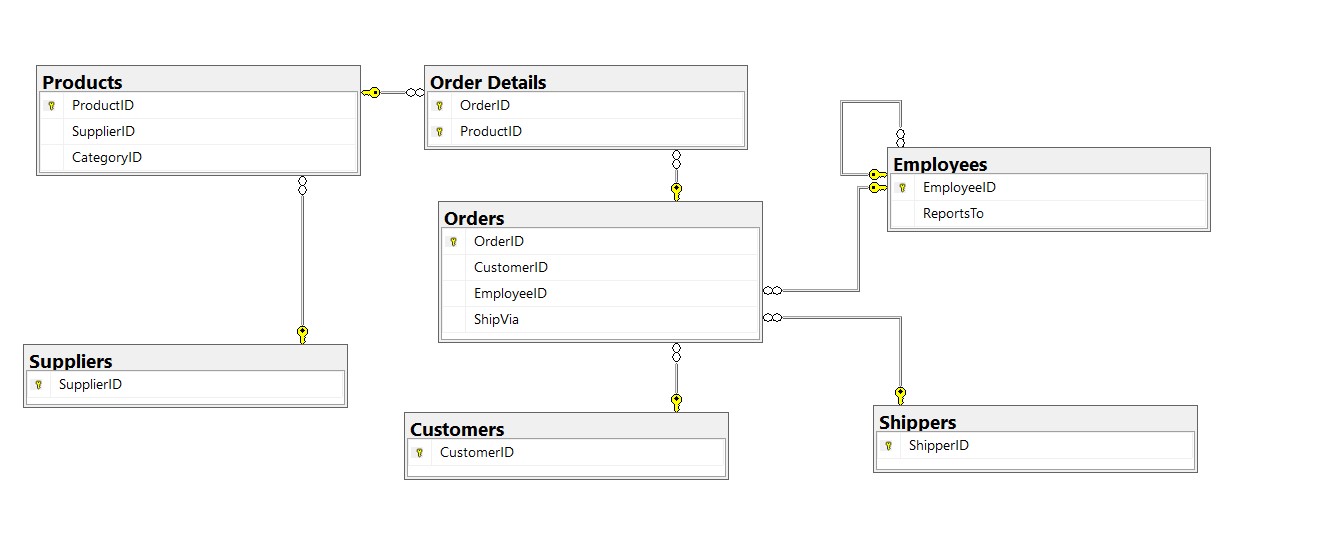 Products
ProductID
SupplierID
CategoryID
Order Details
OrderID
ProductID
Employees
EmployeeID
ReportsTo
Orders
OrderID
CustomerID
EmployeeID
ShipVia
Suppliers
SupplierID
Customers
CustomerID
Shippers
ShipperID